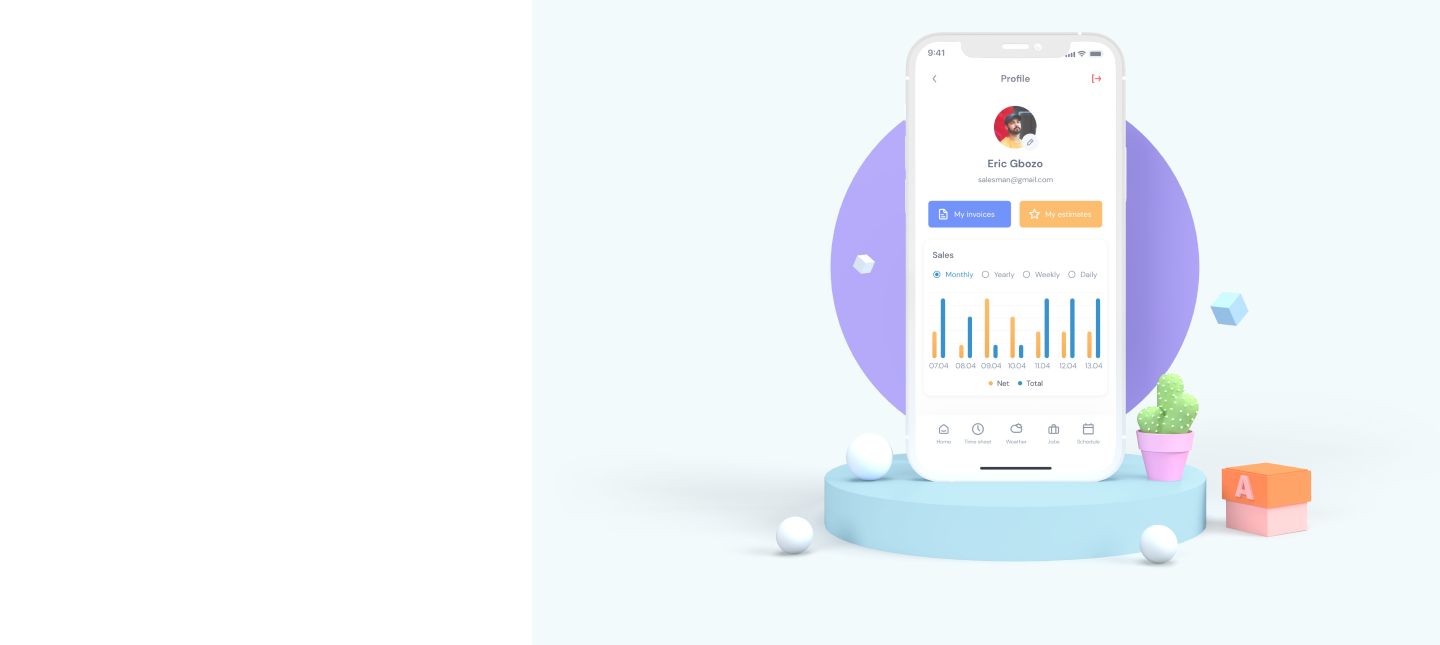 9:41
Profile
Eric Gbozo
salesman@gmail.com
My invoices
My estimates
Sales
Monthly Yearly Weekly Daily
07.04 08.04 09.04 10.04 11.04 12.04 13.04
Net Total
Home Time sheet Weather Jobs Schedule
A